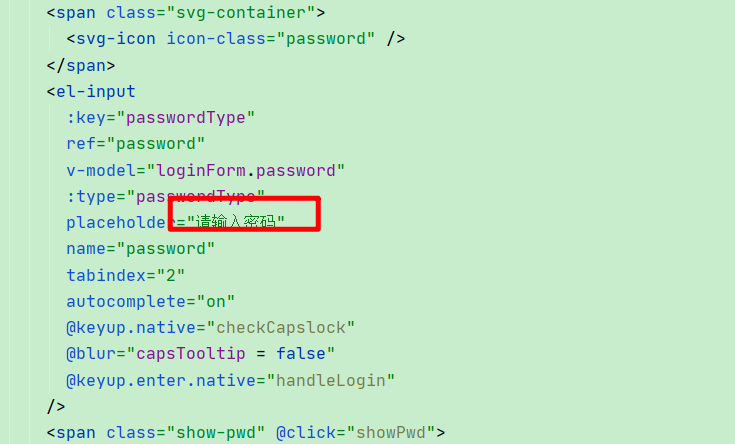 <span class="svg-container">
<svg-icon icon-class="password" />
</span>
<el-input
:key="passwordType"
ref="password"
v-model="loginForm.password"
:type="passwordType"
placeholder="请输入密码"
name="password"
tabindex="2"
autocomplete="on"
@keyup.native="checkCapslock"
@blur="capsTooltip = false"
@keyup.enter.native="handleLogin"
/>
<span class="show-pwd" @click="showPwd">